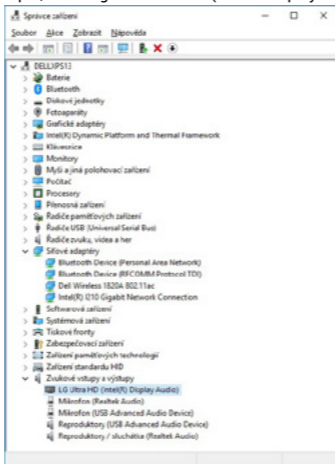 Správce zařízení
Soubor Akce Zobrazit Nápověda
DELLXPS13
Baterie
Bluetooth
Diskové jednotky
Fotoaparáty
Grafické adaptéry
Intel(R) Dynamic Platform and Thermal Framework
Klávesnice
Monitory
Myši a jiná polohovací zařízení
Počítač
Procesory
Přenosná zařízení
Řadiče paměťových zařízení
Řadiče USB (Universal Serial Bus)
Řadiče zvuku, videa a her
Síťové adaptéry
Bluetooth Device (Personal Area Network)
Bluetooth Device (RFCOMM Protocol TDI)
Dell Wireless 1820A 802.11ac
Intel(R) I210 Gigabit Network Connection
Softwarová zařízení
Systémová zařízení
Tiskové fronty
Zabezpečovací zařízení
Zařízení paměťových technologií
Zařízení standardu HID
Zvukové vstupy a výstupy
LG Ultra HD (Intel(R) Display Audio)
Mikrofon (Realtek Audio)
Mikrofon (USB Advanced Audio Device)
Reproduktory (USB Advanced Audio Device)
Reproduktory / sluchátka (Realtek Audio)